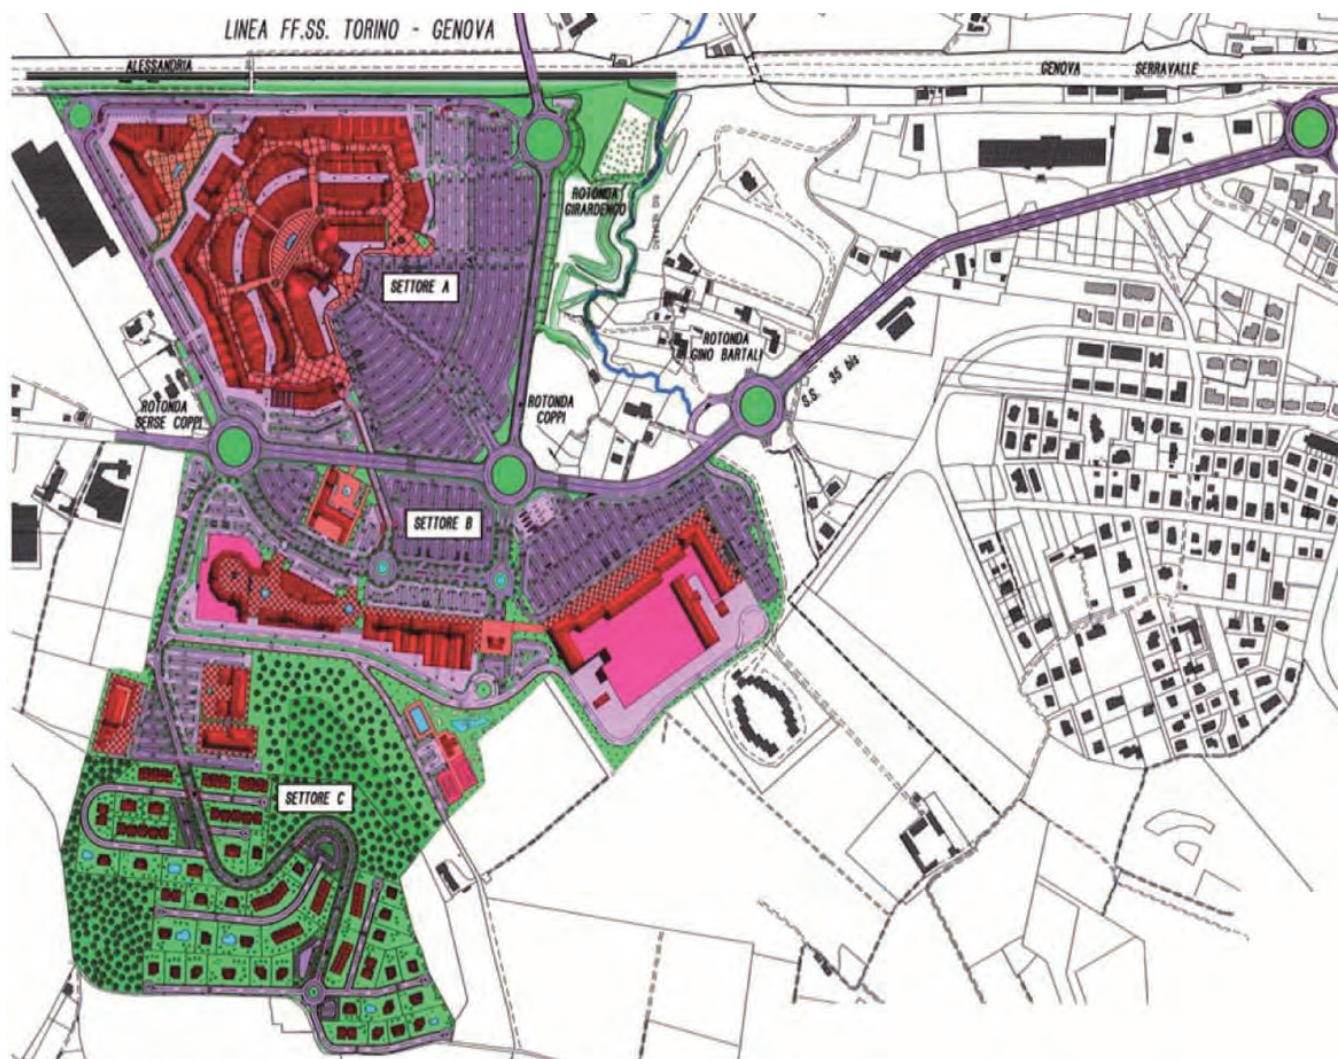 LINEA FF.SS. TORINO - GENOVA
ALESSANDRIA
GENOVA
SERRAVALLE
ROTONDA
GIRARDENGO
SETTORE A
ROTONDA
GINO BARTALI
S.S. 35 bis
ROTONDA
SERSE COPPI
ROTONDA
COPPI
SETTORE B
SETTORE C